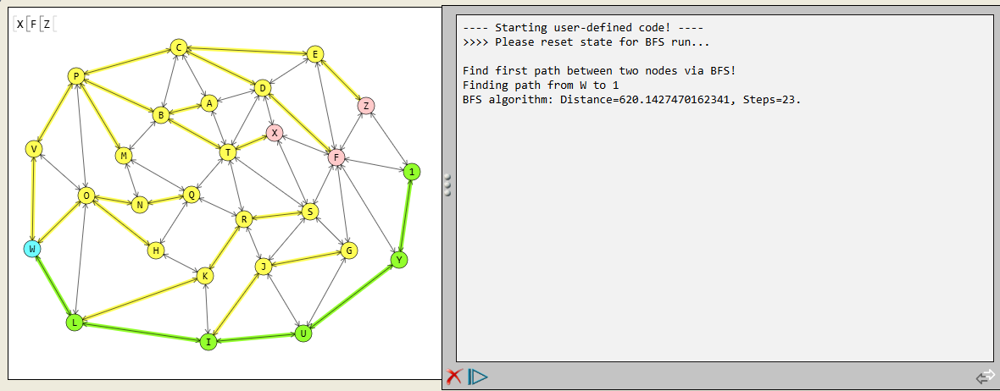 X F Z
C
E
P
D
A
B
Z
X
V
M
T
F
1
O
N
Q
S
R
W
H
G
Y
J
K
L
U
I
---- Starting user-defined code! ----
>>>> Please reset state for BFS run...
Find first path between two nodes via BFS!
Finding path from W to 1
BFS algorithm: Distance=620.1427470162341, Steps=23.